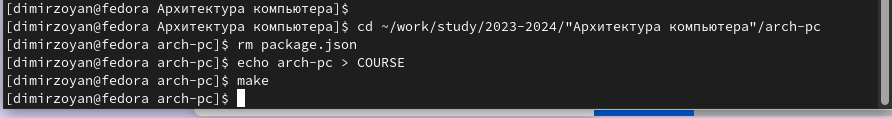 [dimirzoyan@fedora Архитектура компьютера]$
[dimirzoyan@fedora Архитектура компьютера]$ cd ~/work/study/2023-2024/"Архитектура компьютера"/arch-pc
[dimirzoyan@fedora arch-pc]$ rm package.json
[dimirzoyan@fedora arch-pc]$ echo arch-pc > COURSE
[dimirzoyan@fedora arch-pc]$ make
[dimirzoyan@fedora arch-pc]$